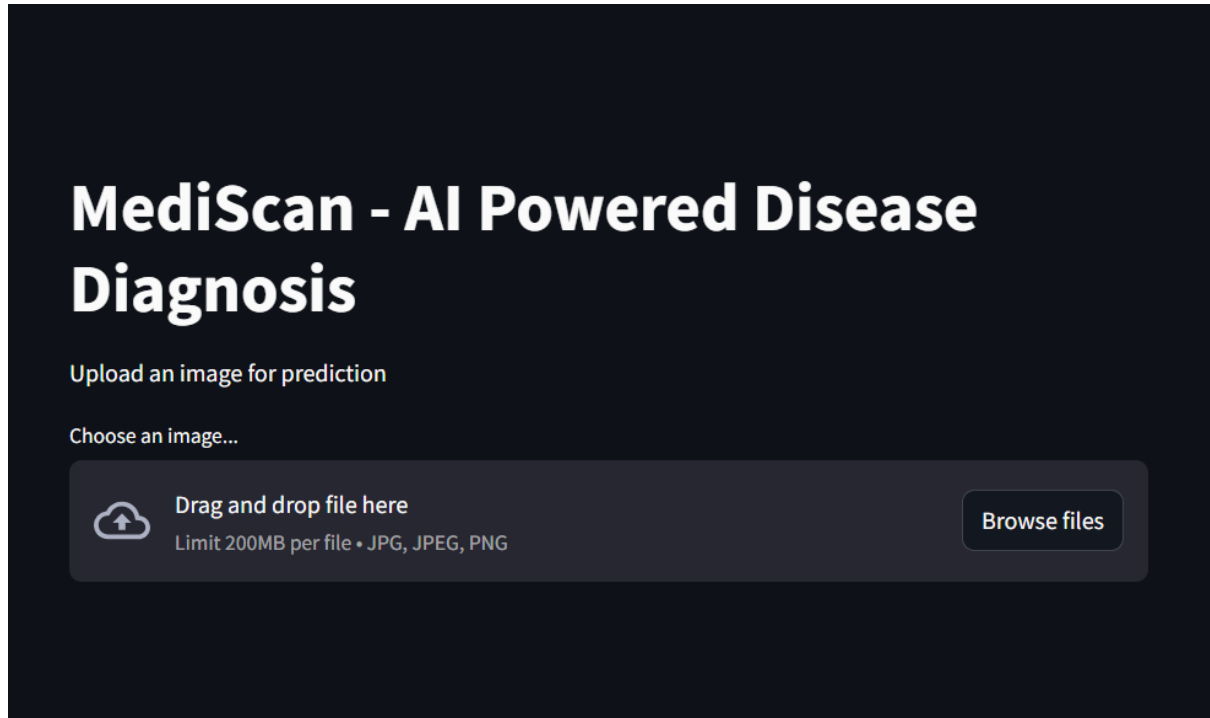 MediScan - AI Powered Disease
Diagnosis
Upload an image for prediction
Choose an image...
Drag and drop file here
Limit 200MB per file • JPG, JPEG, PNG
Browse files